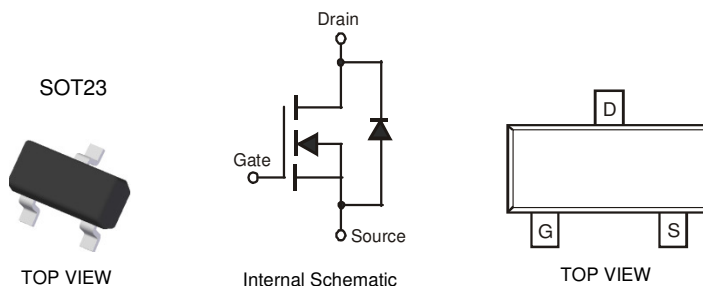 SOT23
TOP VIEW
Drain
Gate
Source
Internal Schematic
D
G
S
TOP VIEW